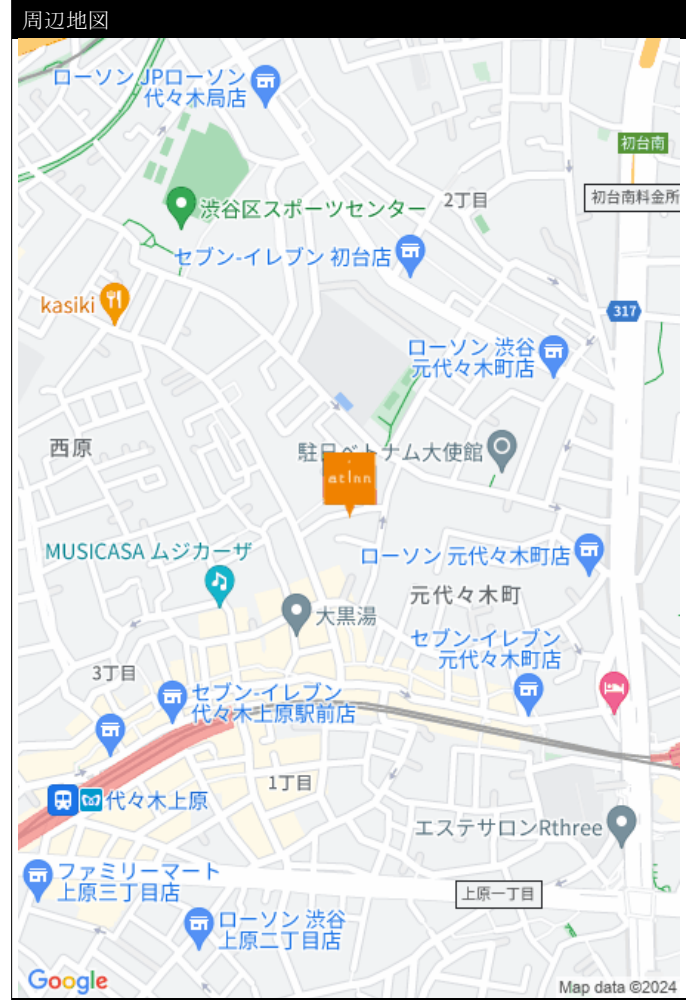 周辺地図
ローソン JPローソン
代々木局店
初台南
渋谷区スポーツセンター
2丁目
初台南料金所
セブン-イレブン 初台店
kasiki
317
ローソン 渋谷
元代々木町店
西原
駐日ベトナム大使館
at inn
MUSICASA ムジカーザ
ローソン 元代々木町店
元代々木町
大黒湯
セブン-イレブン
元代々木町店
3丁目
セブン-イレブン
代々木上原駅前店
1丁目
代々木上原
エステサロンRthree
ファミリーマート
上原三丁目店
上原一丁目
ローソン 渋谷
上原二丁目店
Google
Map data ©2024